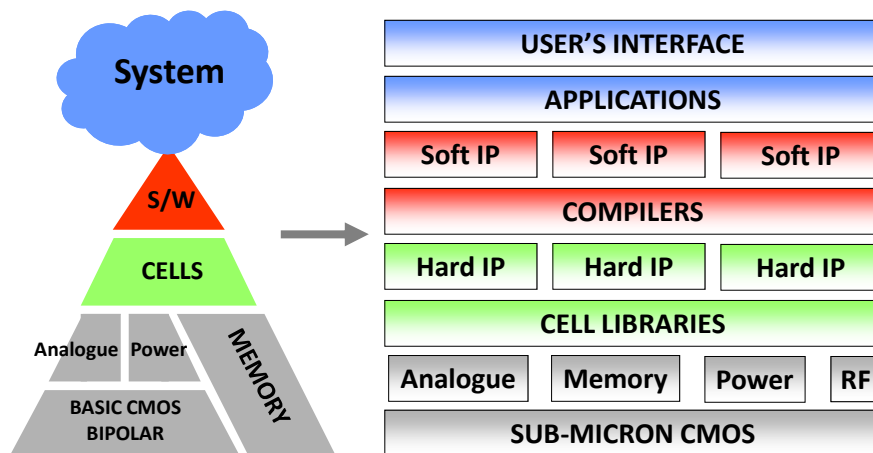 System
S/W
CELLS
Analogue Power
MEMORY
BASIC CMOS
BIPOLAR
USER'S INTERFACE
APPLICATIONS
Soft IP Soft IP Soft IP
COMPILERS
Hard IP Hard IP Hard IP
CELL LIBRARIES
Analogue Memory Power RF
SUB-MICRON CMOS